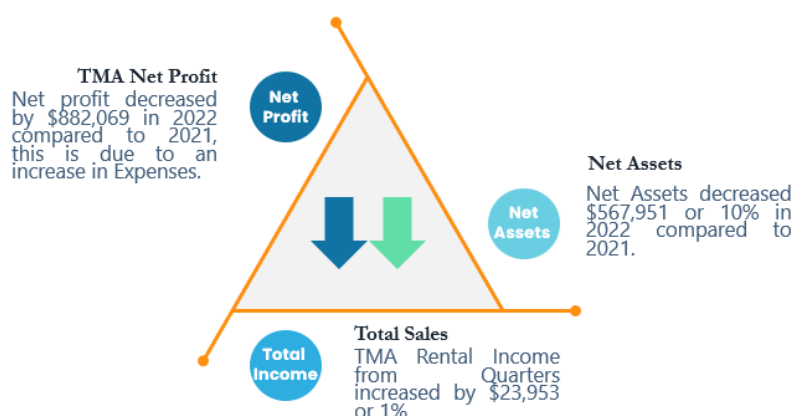 TMA Net Profit
Net profit decreased
by $882,069 in 2022
compared to 2021,
this is due to an
increase in Expenses.
Net
Profit
Net Assets
Net Assets decreased
$567,951 or 10% in
2022 compared to
2021.
Net
Assets
Total
Income
Total Sales
TMA Rental Income
from Quarters
increased by $23,953
or 1%